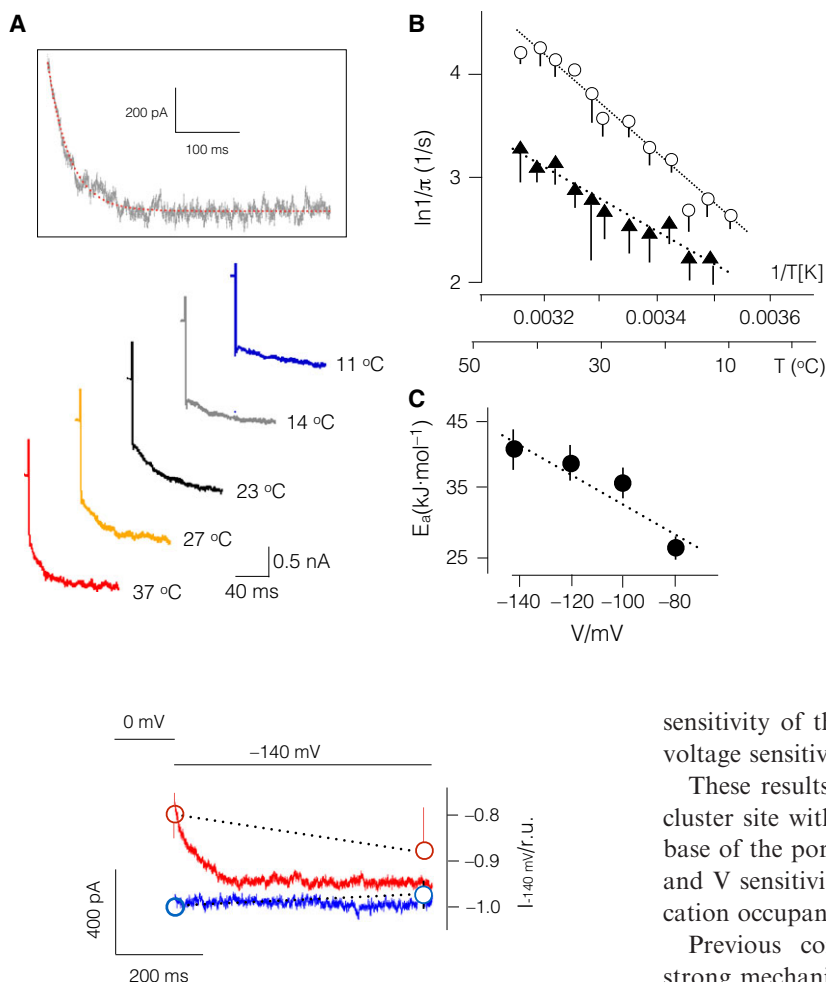 A
200 pA
100 ms
11 °C
14 °C
23 °C
27 °C
37 °C
0.5 nA
40 ms
B
ln1/π (1/s)
4
3
2
1/T[K]
0.0032 0.0034 0.0036
50 30 10 T (°C)
C
Ea(kJ·mol−1)
45
35
25
−140 −120 −100 −80
V/mV
0 mV
−140 mV
400 pA
200 ms
−0.8
−0.9
−1.0
I-140 mV/r.u.
sensitivity of th
voltage sensitiv
These results
cluster site with
base of the por
and V sensitivi
cation occupan
Previous co
strong mechani